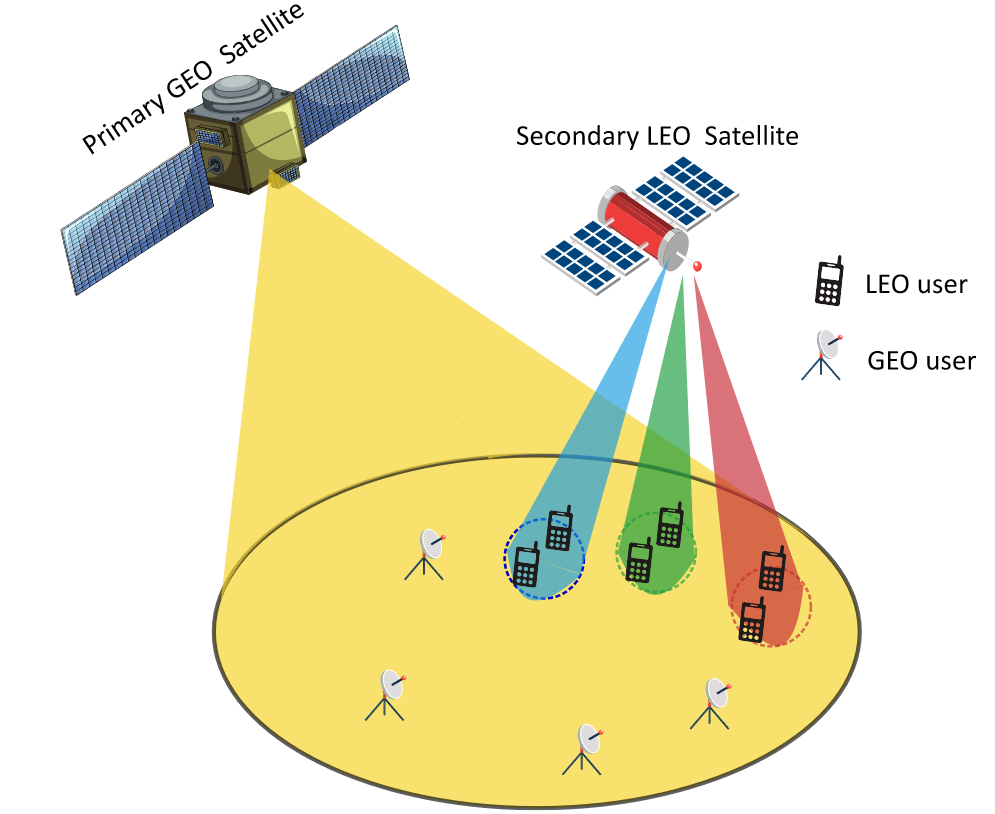 Primary GEO Satellite
Secondary LEO Satellite
LEO user
GEO user